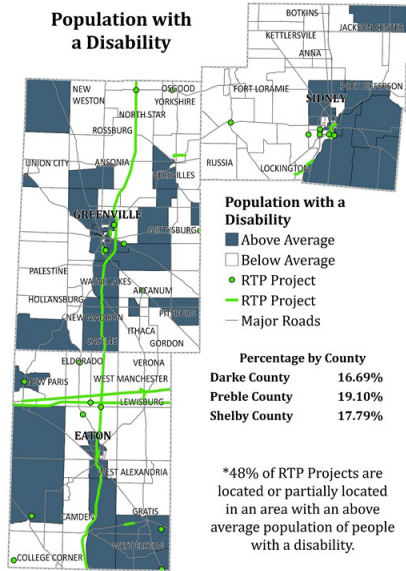 Population with
a Disability
BOTKINS
JACKSON CENTER
KETTLERSVILLE
ANNA
FORT LORAMIE
PORT JEFFERSON
SIDNEY
RUSSIA
LOCKINGTON
NEW
WESTON
OSGOOD
YORKSHIRE
NORTH STAR
ROSSBURG
UNION CITY
ANSONIA
VERSAILLES
GREENVILLE
GETTYSBURG
PALESTINE
WAYNE LAKES
ARCANUM
HOLLANSBURG
NEW MADISON
PITSBURG
ITHACA
CASTINE
GORDON
ELDORADO
VERONA
WEST MANCHESTER
NEW PARIS
LEWISBURG
EATON
WEST ALEXANDRIA
CAMDEN
GRATIS
WEST ELKTON
COLLEGE CORNER
Population with a
Disability
Above Average
Below Average
RTP Project
RTP Project
Major Roads
Percentage by County
Darke County 16.69%
Preble County 19.10%
Shelby County 17.79%
*48% of RTP Projects are
located or partially located
in an area with an above
average population of people
with a disability.